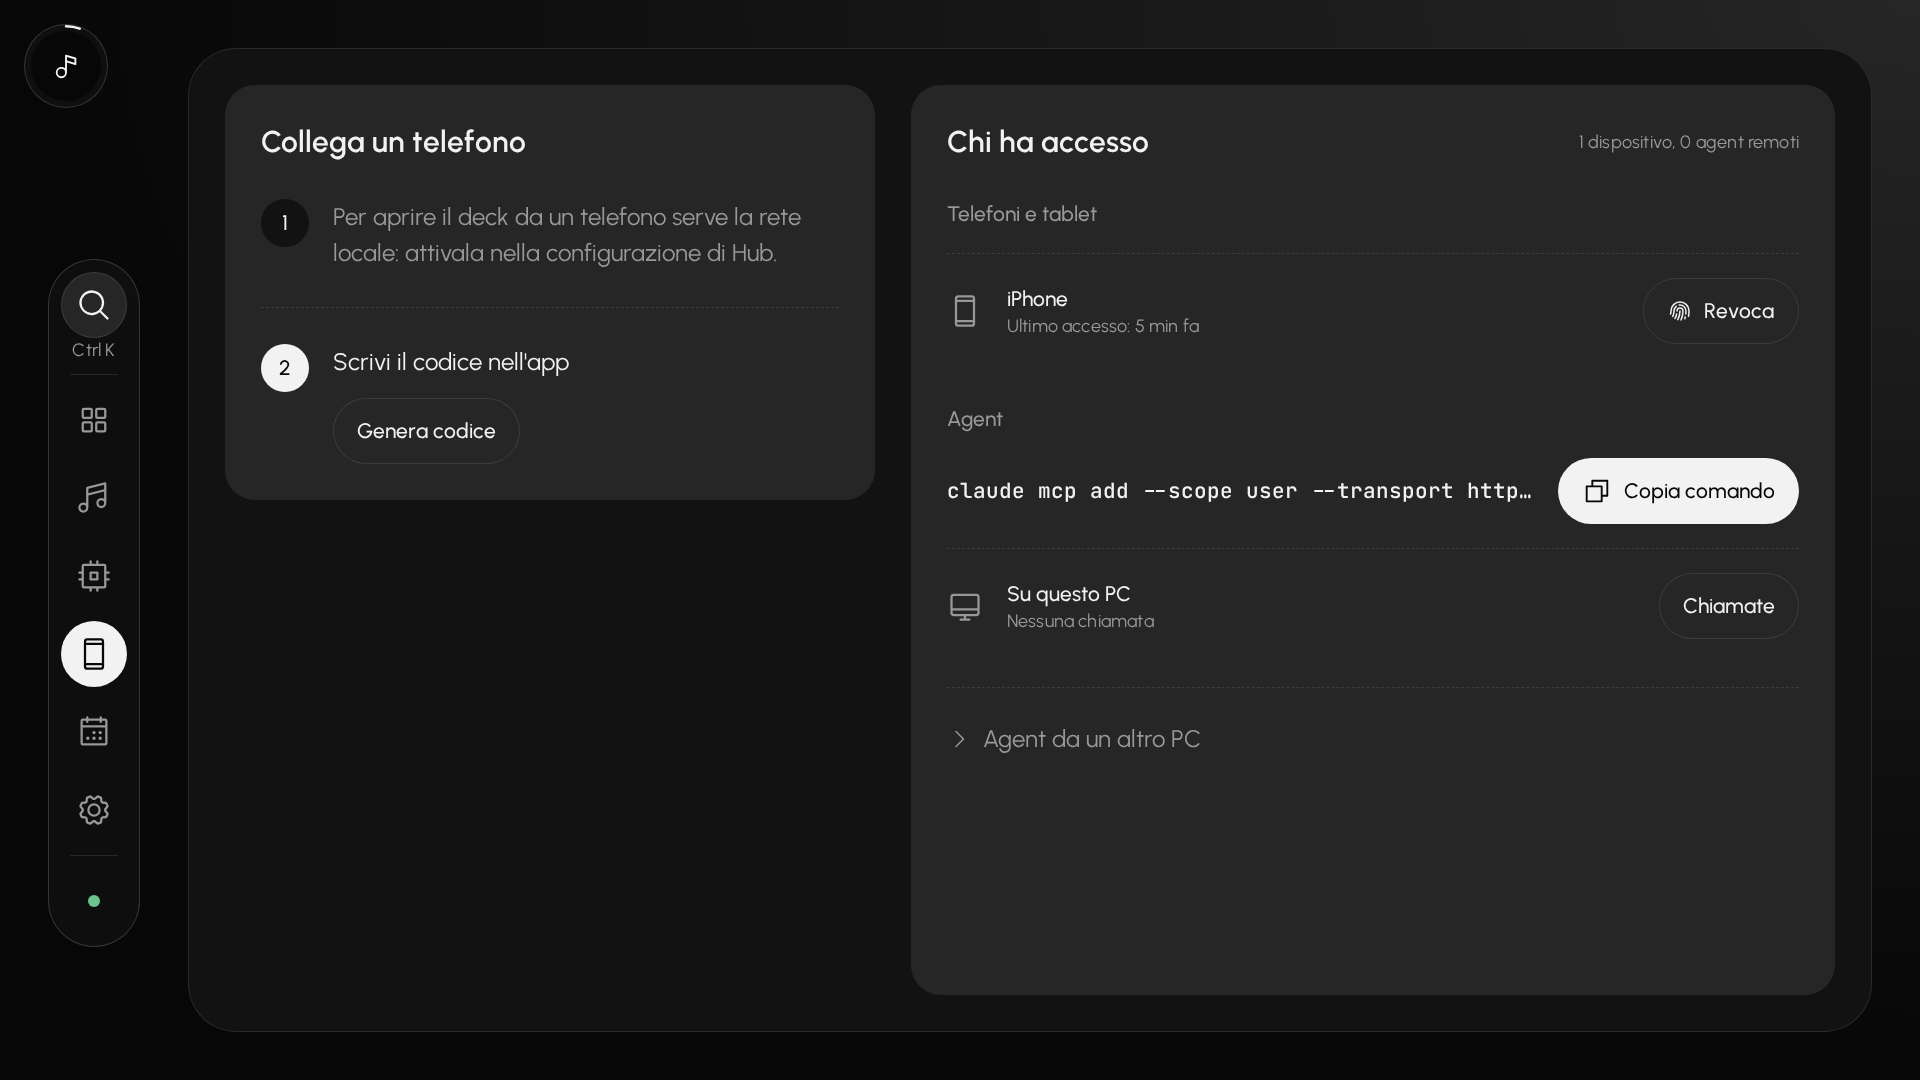 Ctrl K
Collega un telefono
1
Per aprire il deck da un telefono serve la rete
locale: attivala nella configurazione di Hub.
2
Scrivi il codice nell'app
Genera codice
Chi ha accesso
1 dispositivo, 0 agent remoti
Telefoni e tablet
iPhone
Ultimo accesso: 5 min fa
Revoca
Agent
claude mcp add --scope user --transport http…
Copia comando
Su questo PC
Nessuna chiamata
Chiamate
Agent da un altro PC